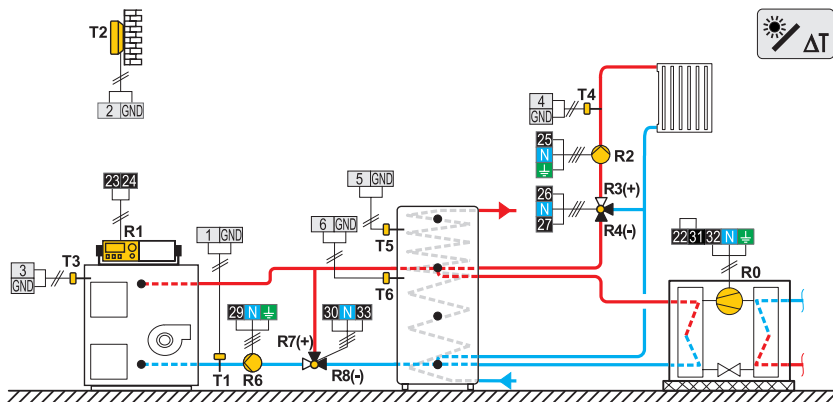 T2
2 GND
ΔT
4
GND
T4
25
N
R2
26
N
27
R3(+)
R4(-)
23 24
R1
1 GND
5 GND
6 GND
T5
T6
3
GND
T3
22 31 32 N
R0
29 N
30 N 33
R7(+)
T1
R6
R8(-)